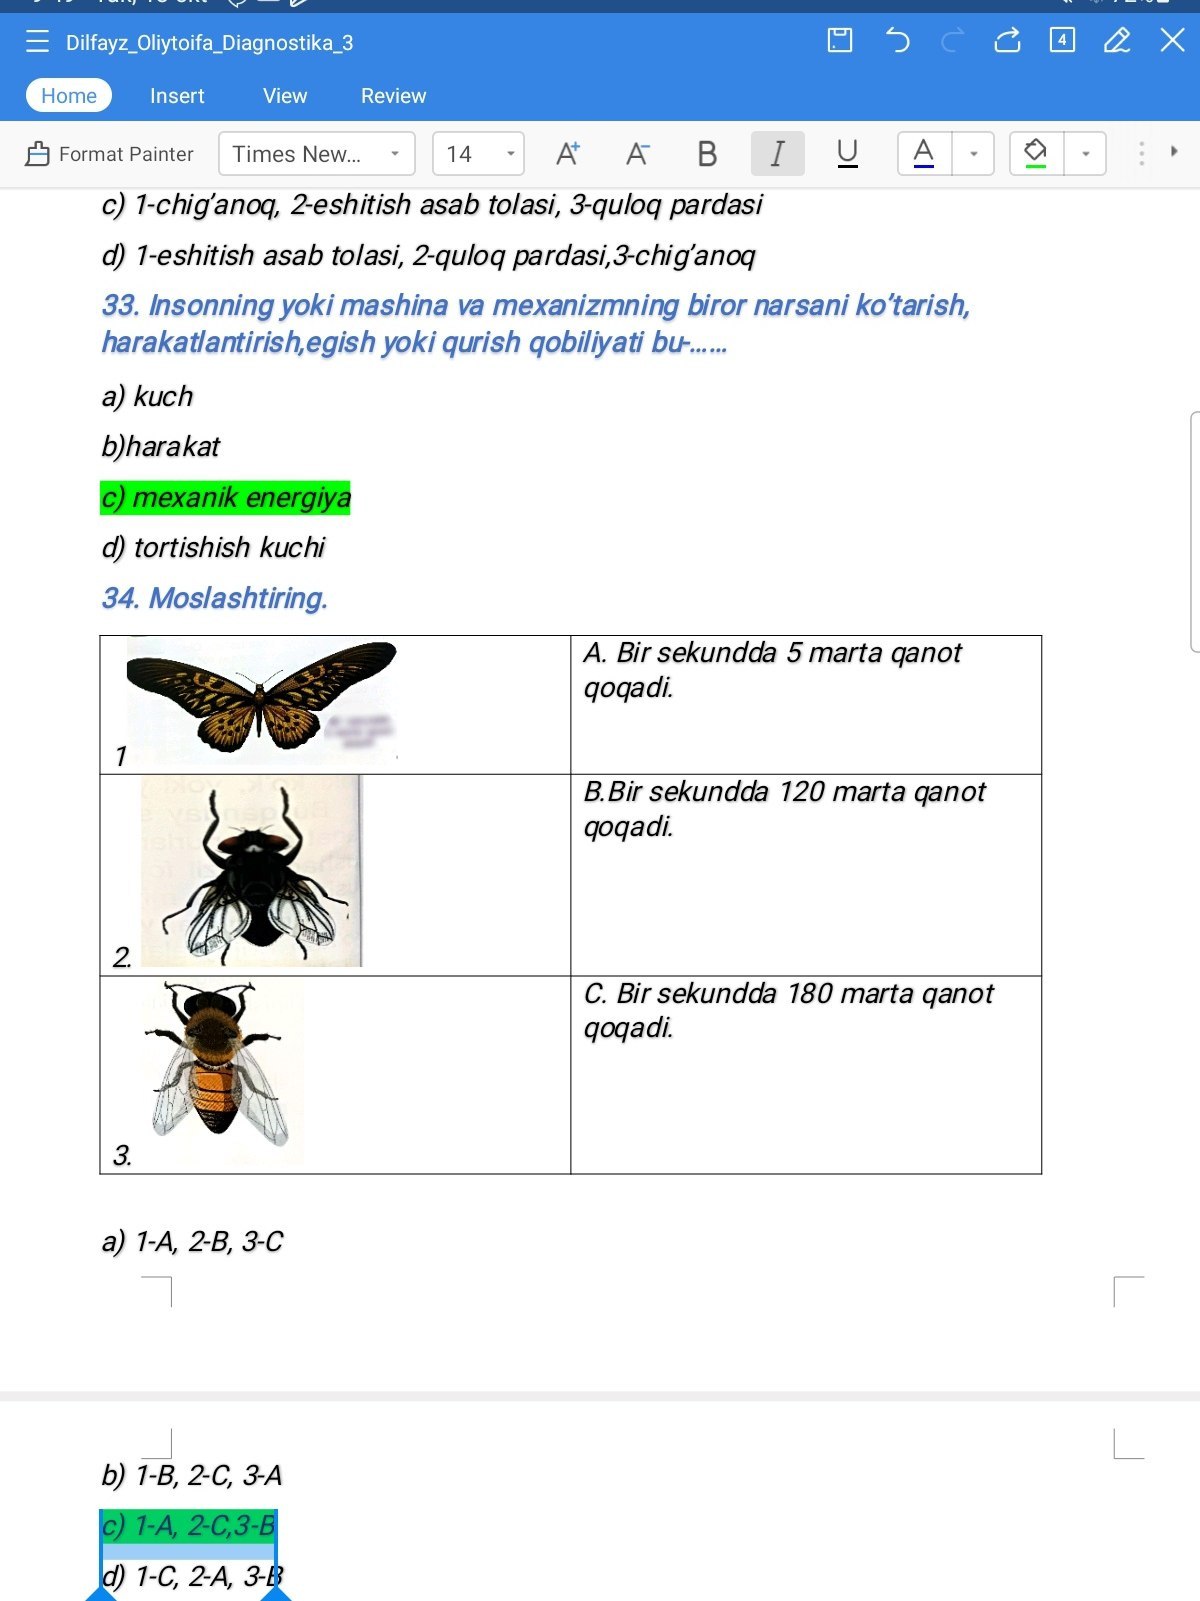 Dilfayz_Oliytoifa_Diagnostika_3
4
Home Insert View Review
Format Painter Times New... 14 A+ A- B I U A
c) 1-chig’anoq, 2-eshitish asab tolasi, 3-quloq pardasi
d) 1-eshitish asab tolasi, 2-quloq pardasi,3-chig’anoq
33. Insonning yoki mashina va mexanizmning biror narsani ko’tarish,
harakatlantirish,egish yoki qurish qobiliyati bu-......
a) kuch
b)harakat
c) mexanik energiya
d) tortishish kuchi
34. Moslashtiring.
1
A. Bir sekundda 5 marta qanot
qoqadi.
2.
B.Bir sekundda 120 marta qanot
qoqadi.
3.
C. Bir sekundda 180 marta qanot
qoqadi.
a) 1-A, 2-B, 3-C
b) 1-B, 2-C, 3-A
c) 1-A, 2-C,3-B
d) 1-C, 2-A, 3-B